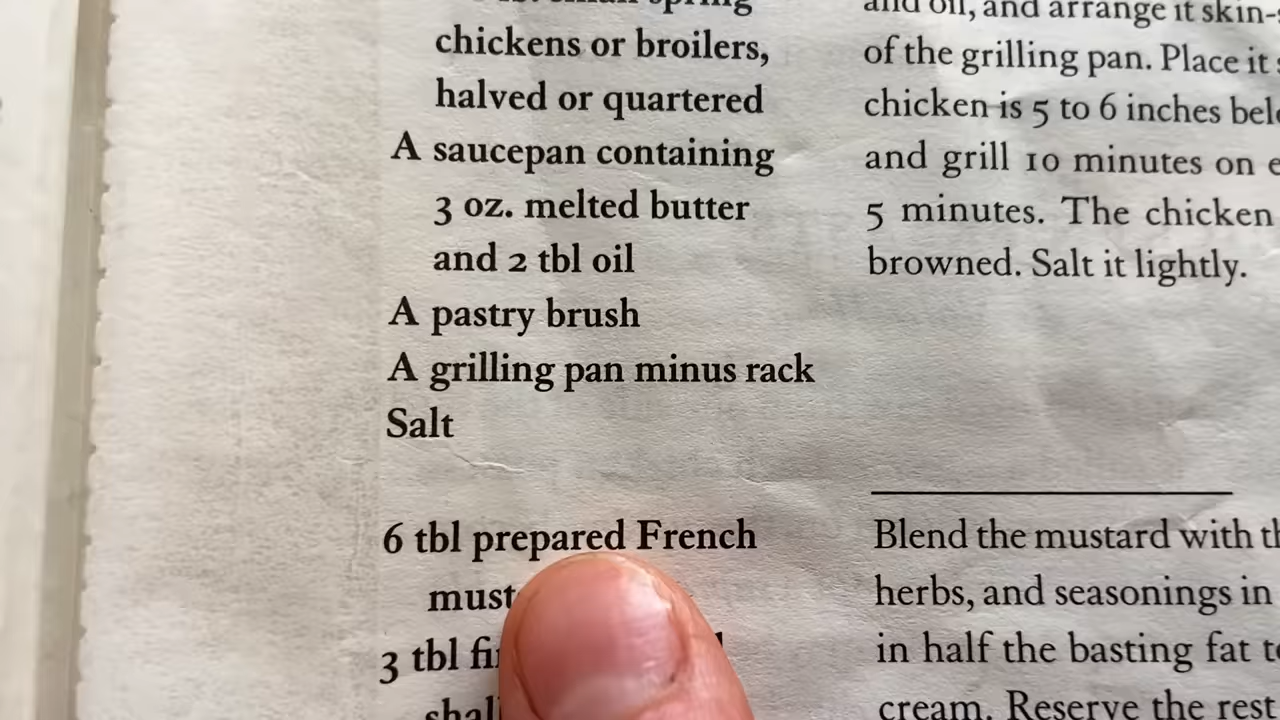 chickens or broilers,
halved or quartered
A saucepan containing
3 oz. melted butter
and 2 tbl oil
A pastry brush
A grilling pan minus rack
Salt
6 tbl prepared French
3 tbl
and oil, and arrange it skin-
of the grilling pan. Place it
chicken is 5 to 6 inches
and grill 10 minutes on
5 minutes. The chicken
browned. Salt it lightly.
Blend the mustard with
herbs, and seasonings in
in half the basting fat
cream. Reserve the rest